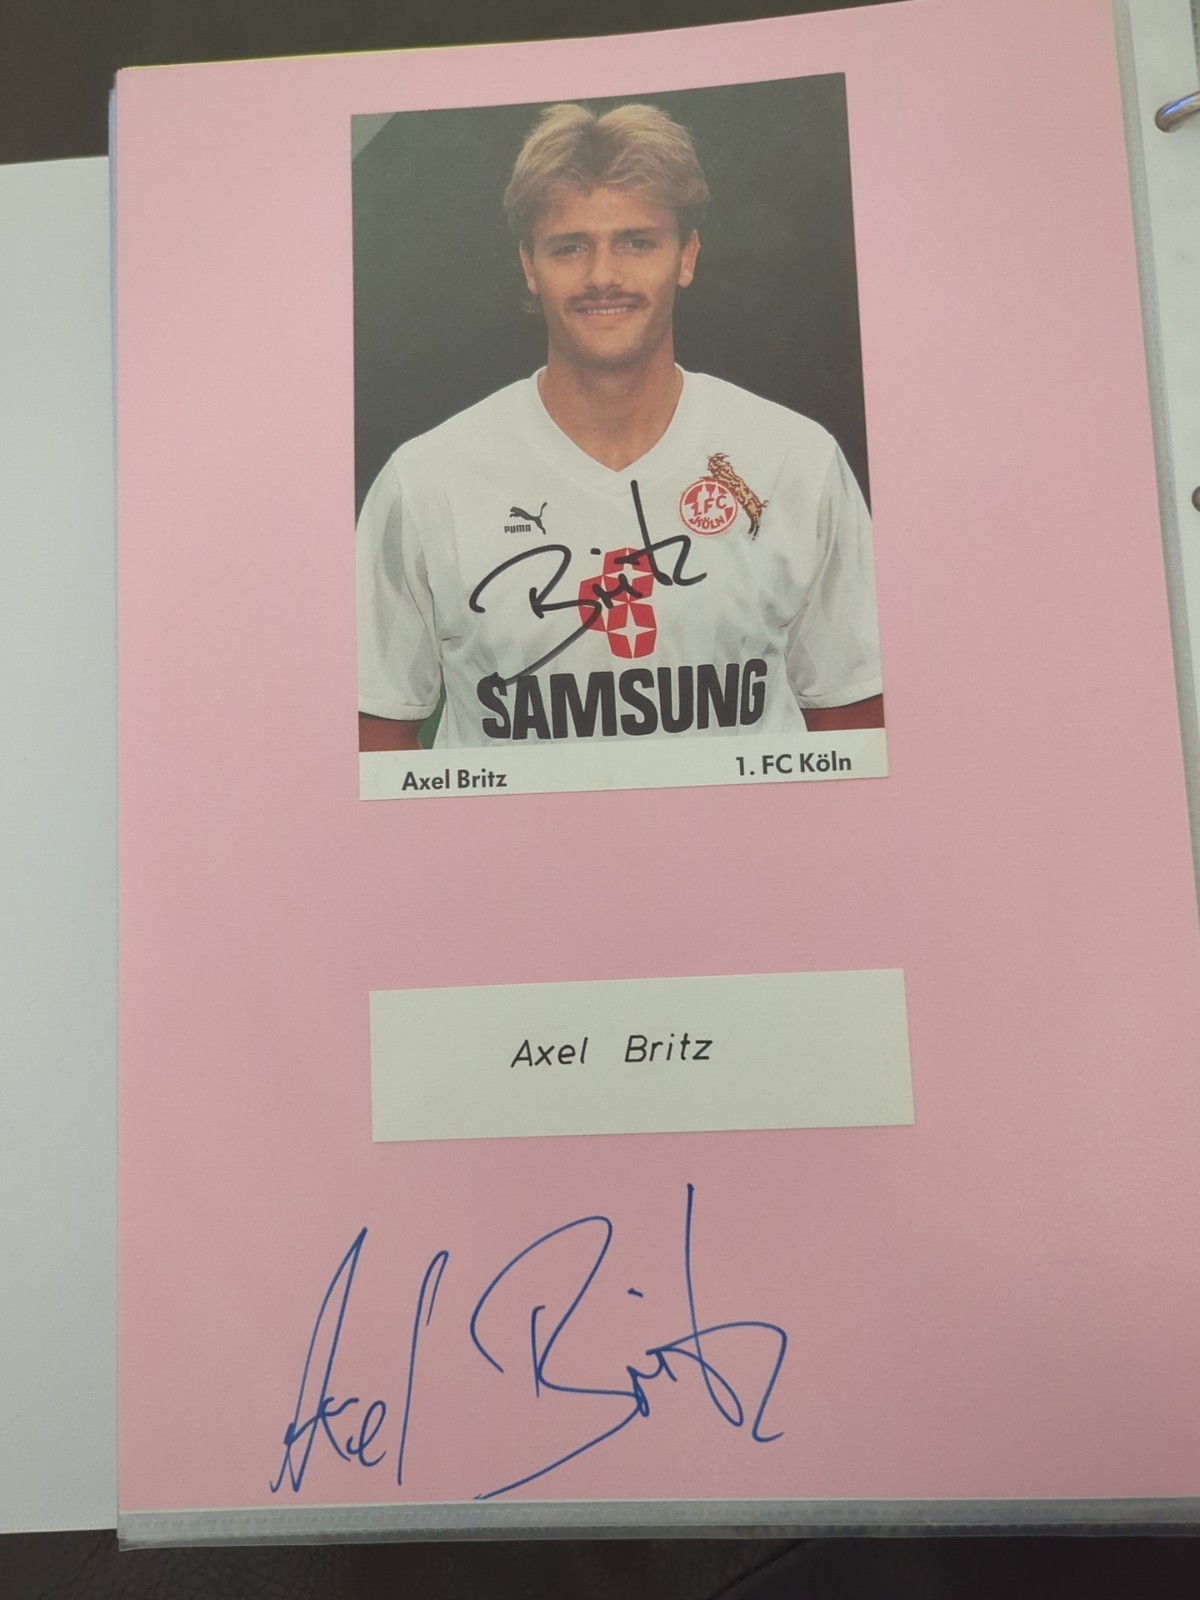 PUMA
1.FC
KÖLN
Britz
SAMSUNG
Axel Britz
1. FC Köln
Axel Britz
Axel Britz